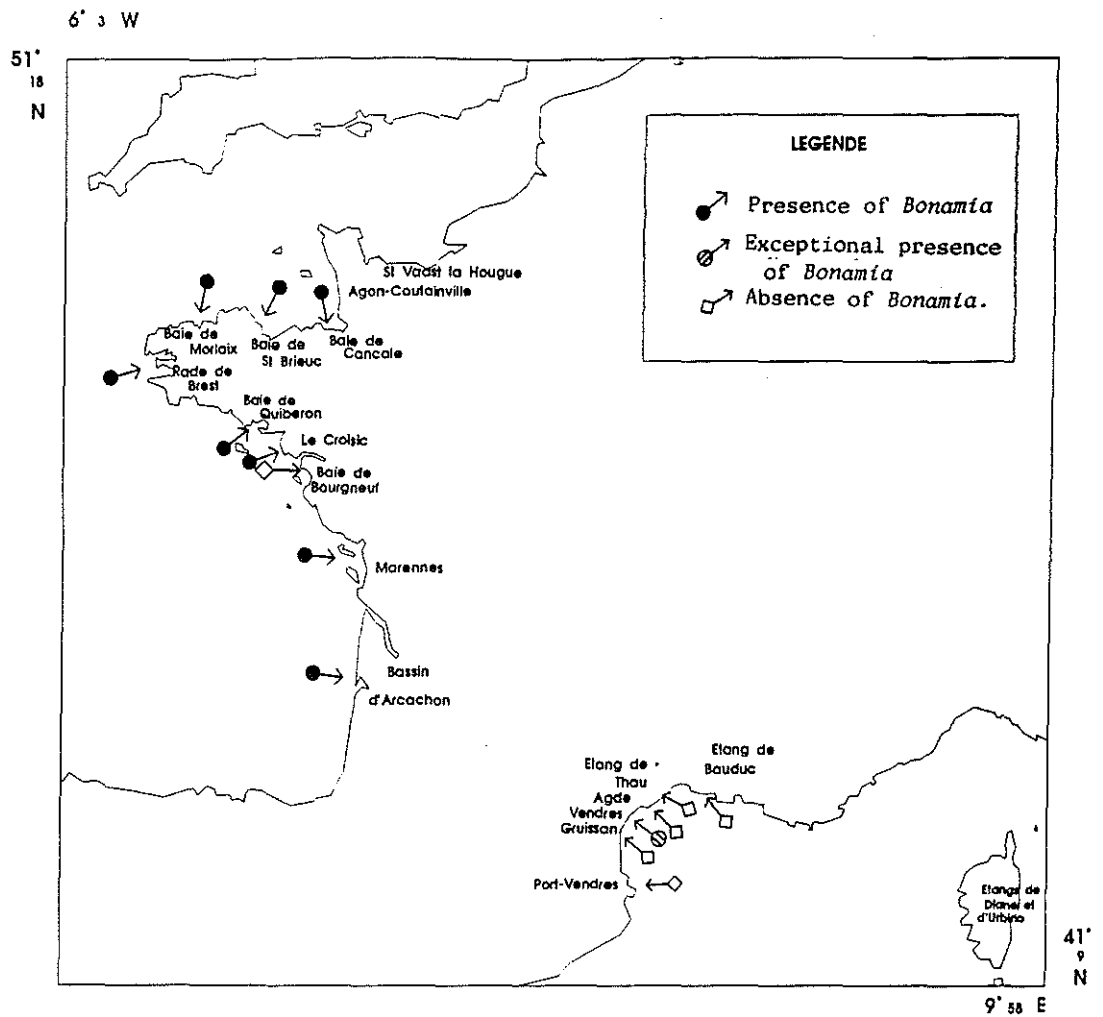 6° 3 W
51°
18
N
LEGENDE
Presence of Bonamia
Exceptional presence
of Bonamia
Absence of Bonamia.
St Vaast la Hougue
Agon-Coutainville
Baie de
Morlaix
Baie de
St Brieuc
Baie de
Cancale
Rade de
Brest
Baie de
Quiberon
Le Croisic
Baie de
Bourgneuf
Marennes
Bassin
d'Arcachon
Etang de
Thau
Agde
Vendres
Gruissan
Etang de
Bauduc
Port-Vendres
Etangs de
Diane et
d'Urbino
41°
9
N
9° 58 E